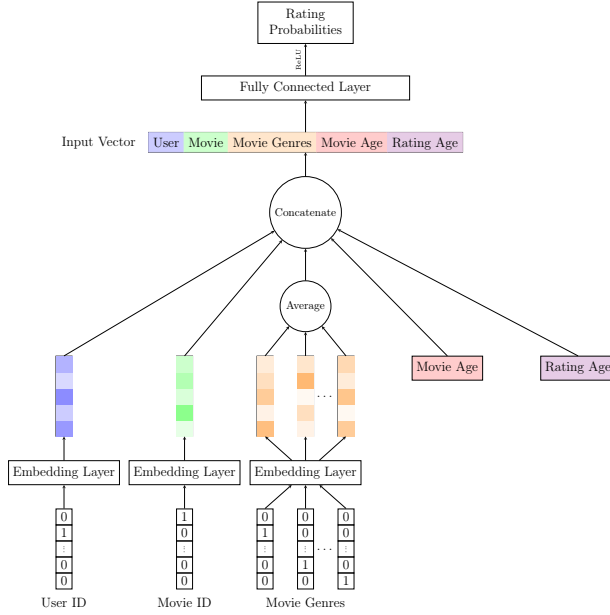 Rating
Probabilities
ReLU
Fully Connected Layer
Input Vector User Movie Movie Genres Movie Age Rating Age
Concatenate
Average
Movie Age Rating Age
...
Embedding Layer Embedding Layer Embedding Layer
0 1 0 0 0
1 0 1 0 0
⋮ ⋮ ⋮ ⋮ ... ⋮
0 0 0 1 0
0 0 0 0 1
User ID Movie ID Movie Genres